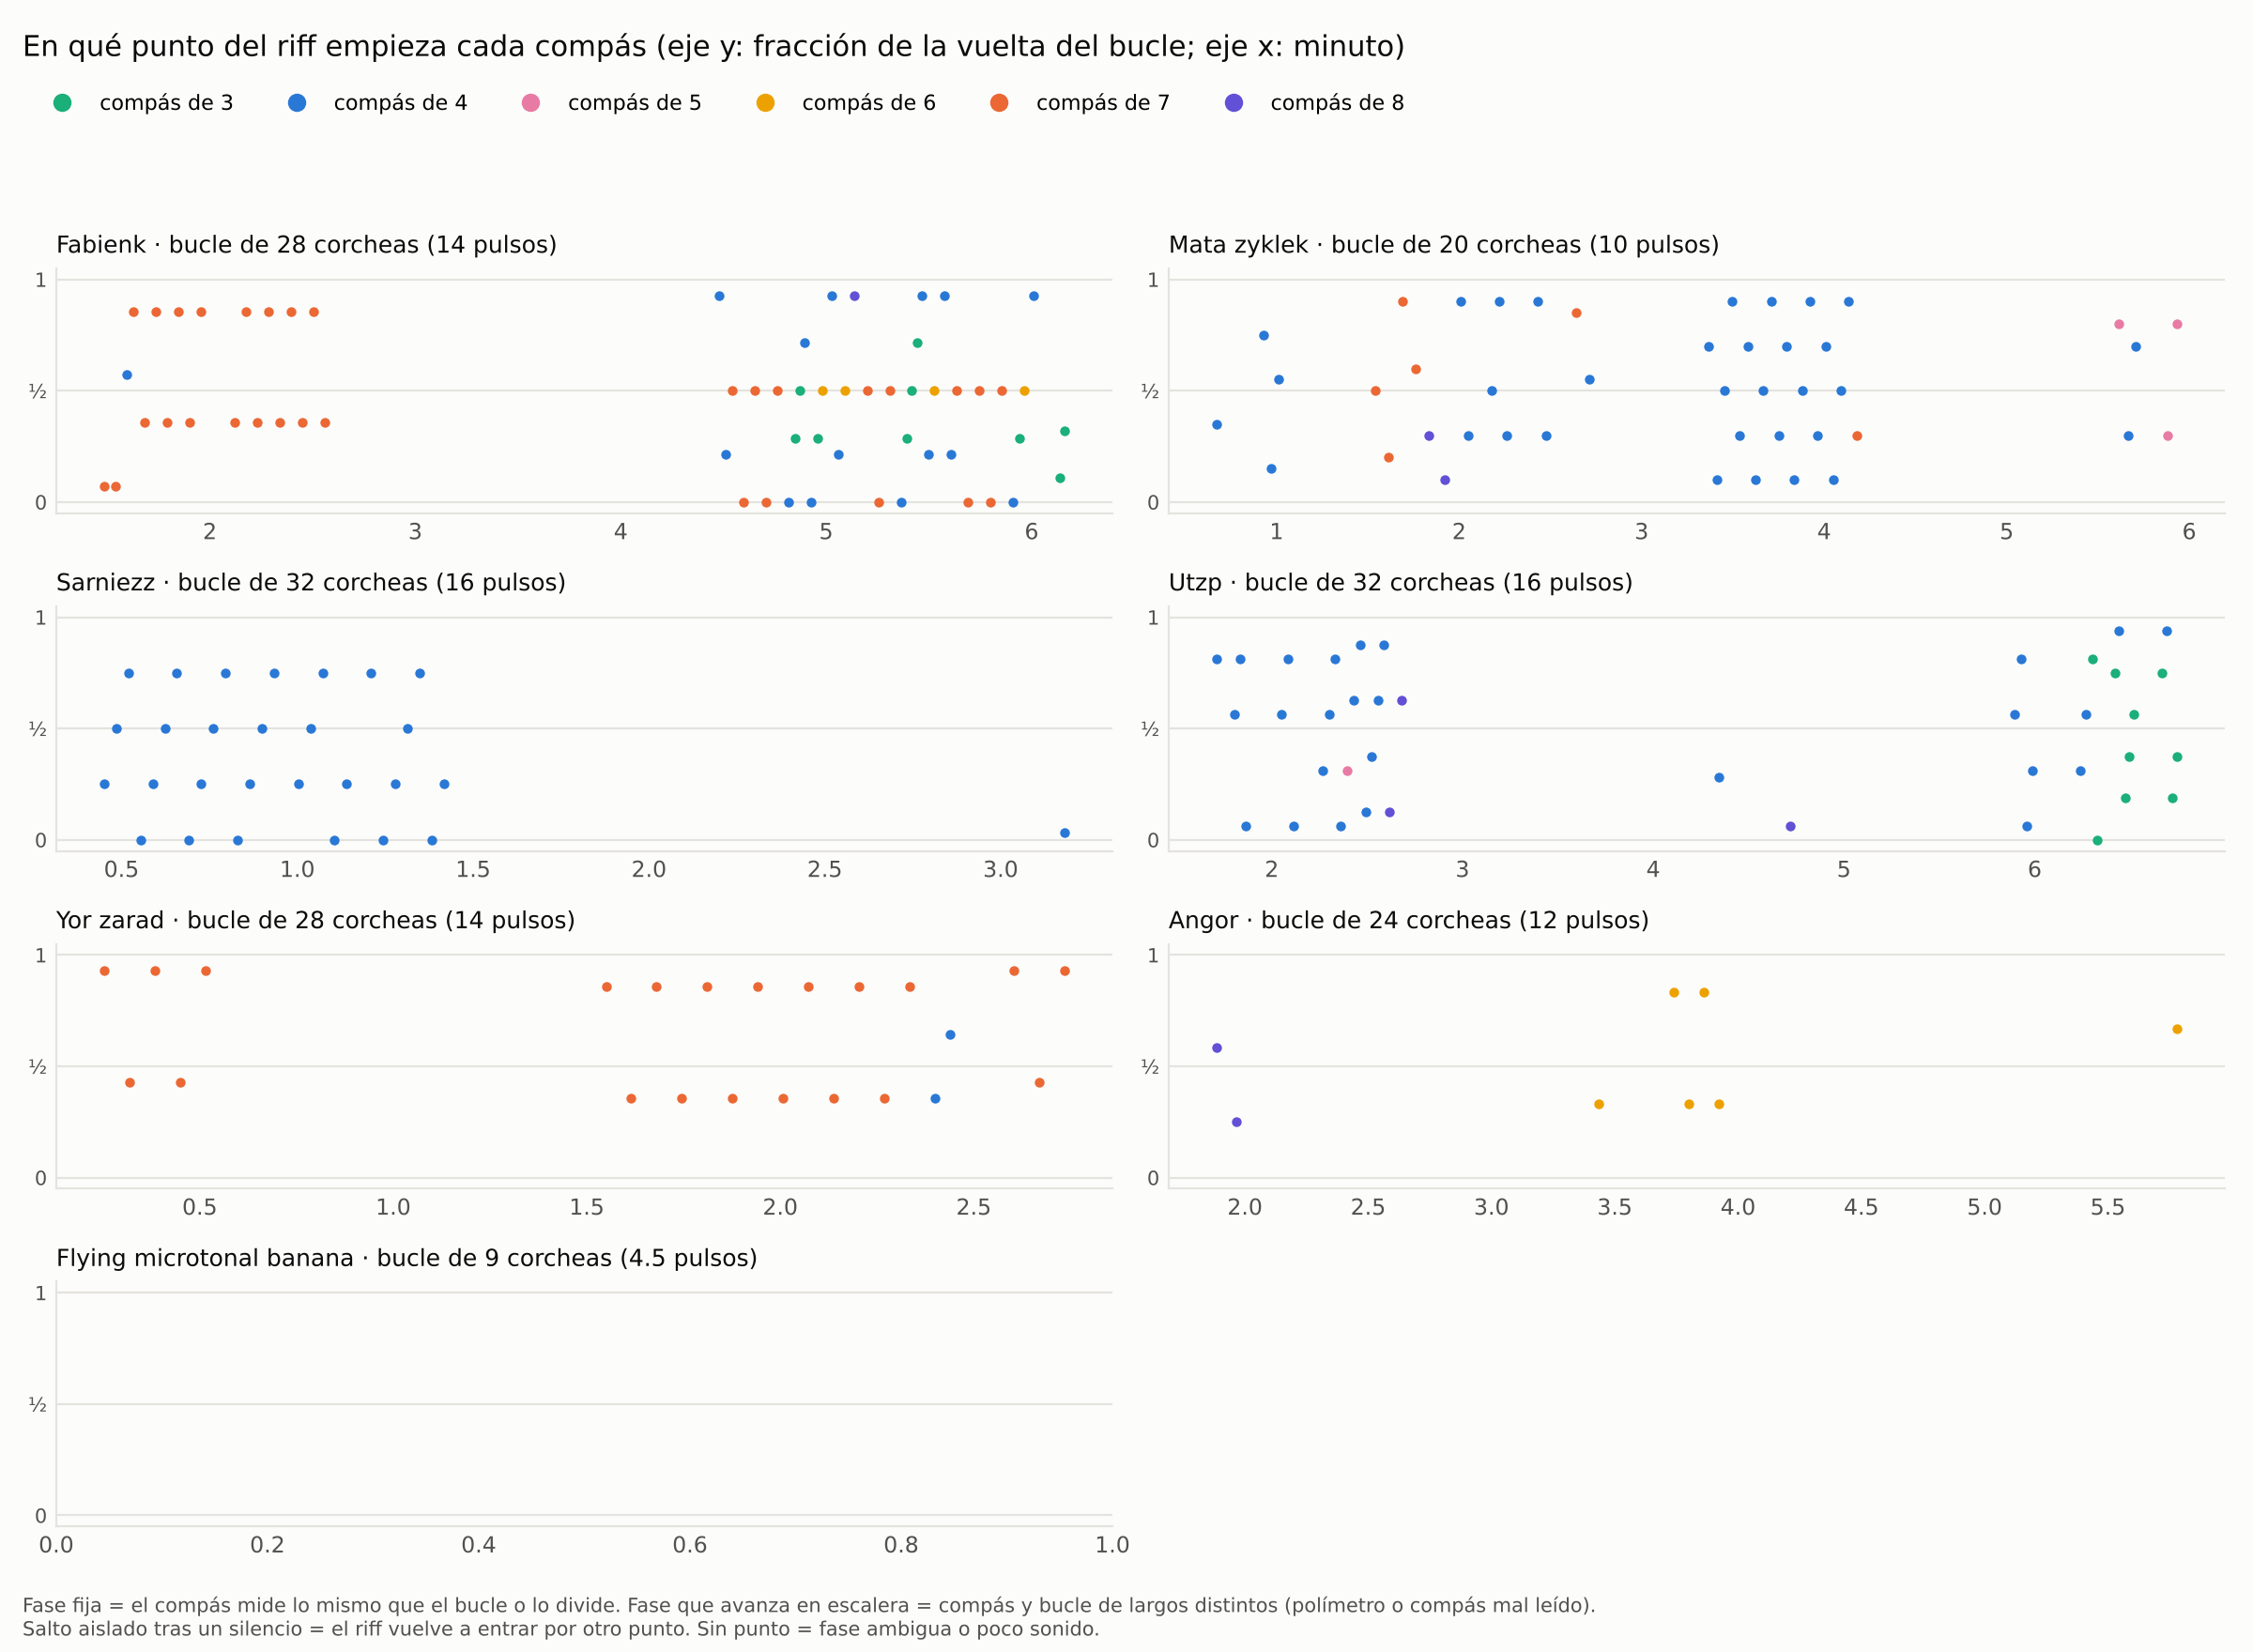 En qué punto del riff empieza cada compás (eje y: fracción de la vuelta del bucle; eje x: minuto)
compás de 3 compás de 4 compás de 5 compás de 6 compás de 7 compás de 8
Fabienk · bucle de 28 corcheas (14 pulsos)
1
½
0
2 3 4 5 6
Mata zyklek · bucle de 20 corcheas (10 pulsos)
1
½
0
1 2 3 4 5 6
Sarniezz · bucle de 32 corcheas (16 pulsos)
1
½
0
0.5 1.0 1.5 2.0 2.5 3.0
Utzp · bucle de 32 corcheas (16 pulsos)
1
½
0
2 3 4 5 6
Yor zarad · bucle de 28 corcheas (14 pulsos)
1
½
0
0.5 1.0 1.5 2.0 2.5
Angor · bucle de 24 corcheas (12 pulsos)
1
½
0
2.0 2.5 3.0 3.5 4.0 4.5 5.0 5.5
Flying microtonal banana · bucle de 9 corcheas (4.5 pulsos)
1
½
0
0.0 0.2 0.4 0.6 0.8 1.0
Fase fija = el compás mide lo mismo que el bucle o lo divide. Fase que avanza en escalera = compás y bucle de largos distintos (polímetro o compás mal leído).
Salto aislado tras un silencio = el riff vuelve a entrar por otro punto. Sin punto = fase ambigua o poco sonido.